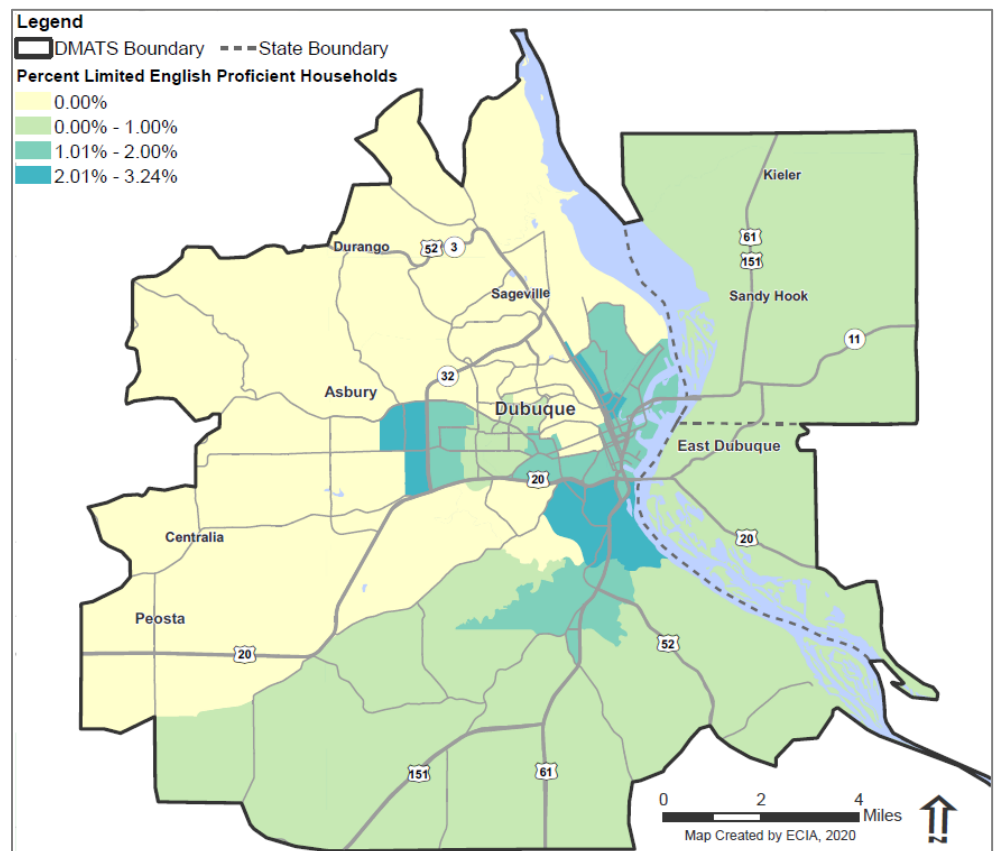 Legend
DMATS Boundary State Boundary
Percent Limited English Proficient Households
0.00%
0.00% - 1.00%
1.01% - 2.00%
2.01% - 3.24%
Kieler
61
151
Durango
52
3
Sageville
Sandy Hook
11
32
Asbury
Dubuque
East Dubuque
20
20
Centralia
Peosta
52
20
151
61
0 2 4
Miles
Map Created by ECIA, 2020
N